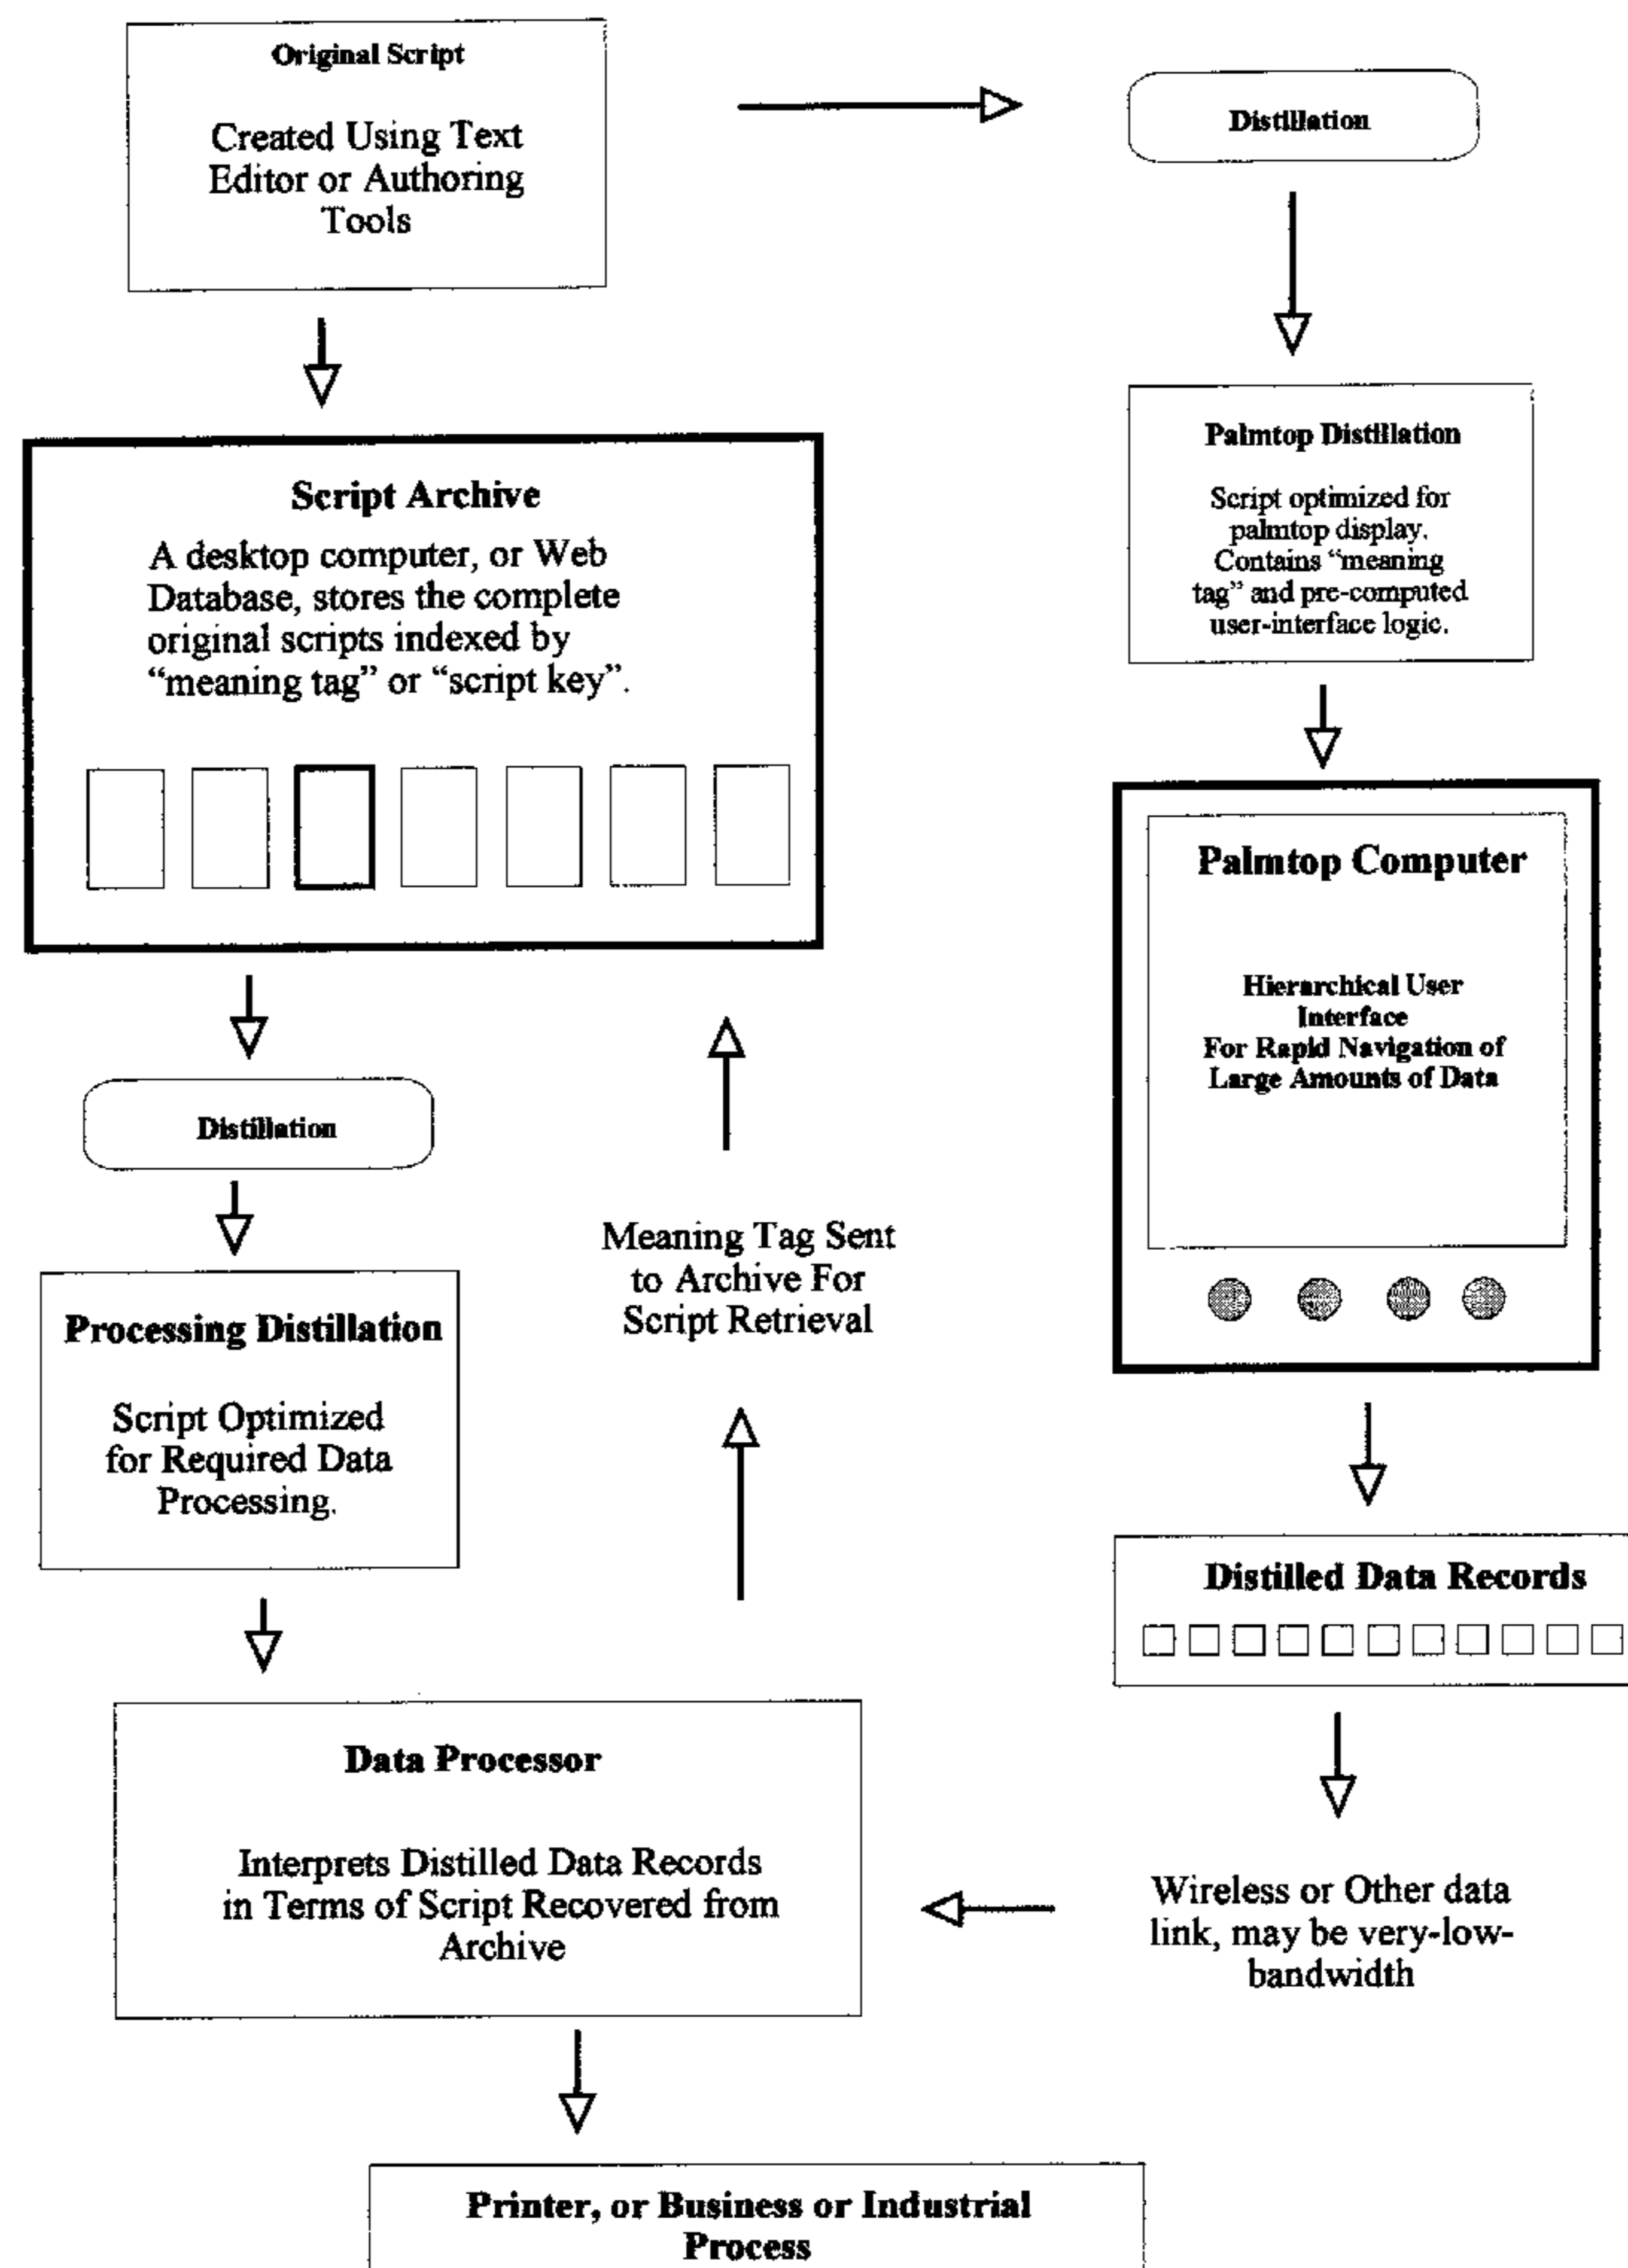 Original Script
Created Using Text
Editor or Authoring
Tools
Distillation
Script Archive
A desktop computer, or Web
Database, stores the complete
original scripts indexed by
“meaning tag” or “script key”.
Palmtop Distillation
Script optimized for
palmtop display.
Contains “meaning
tag” and pre-computed
user-interface logic.
Palmtop Computer
Hierarchical User
Interface
For Rapid Navigation of
Large Amounts of Data
Distillation
Meaning Tag Sent
to Archive For
Script Retrieval
Processing Distillation
Script Optimized
for Required Data
Processing.
Distilled Data Records
Data Processor
Interprets Distilled Data Records
in Terms of Script Recovered from
Archive
Wireless or Other data
link, may be very-low-
bandwidth
Printer, or Business or Industrial
Process